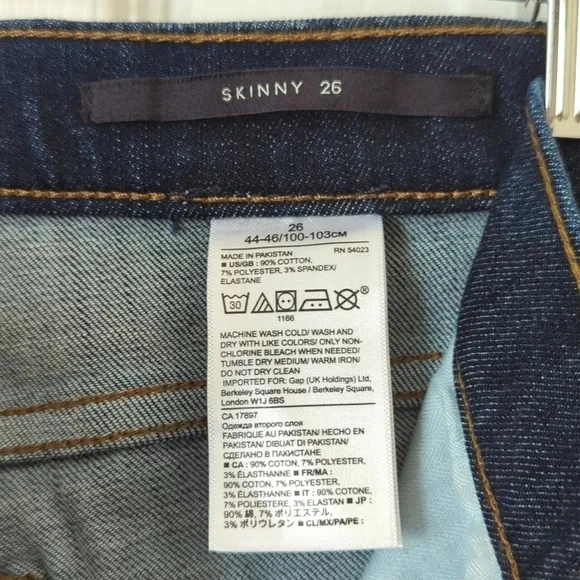 SKINNY 26
26
44-46/100-103CM
MADE IN PAKISTAN RN 54023
■ US/GB: 90% COTTON,
7% POLYESTER, 3% SPANDEX/
ELASTANE
30 ®
1166
MACHINE WASH COLD/ WASH AND
DRY WITH LIKE COLORS/ ONLY NON-
CHLORINE BLEACH WHEN NEEDED/
TUMBLE DRY MEDIUM/ WARM IRON/
DO NOT DRY CLEAN
IMPORTED FOR: Gap (UK Holdings) Ltd,
Berkeley Square House / Berkeley Square,
London W1J 6BS
CA 17897
Одежда второго слоя
FABRIQUÉ AU PAKISTAN/ HECHO EN
PAKISTAN/ DIBUAT DI PAKISTAN/
СДЕЛАНО В ПАКИСТАНЕ
■ CA: 90% COTON, 7% POLYESTER,
3% ÉLASTHANNE ■ FR/MA:
90% COTON, 7% POLYESTER,
3% ÉLASTHANNE ■ IT: 90% COTONE,
7% POLIESTERE, 3% ELASTAN ■ JP:
90% 綿, 7% ポリエステル,
3% ポリウレタン ■ CL/MX/PA/PE: